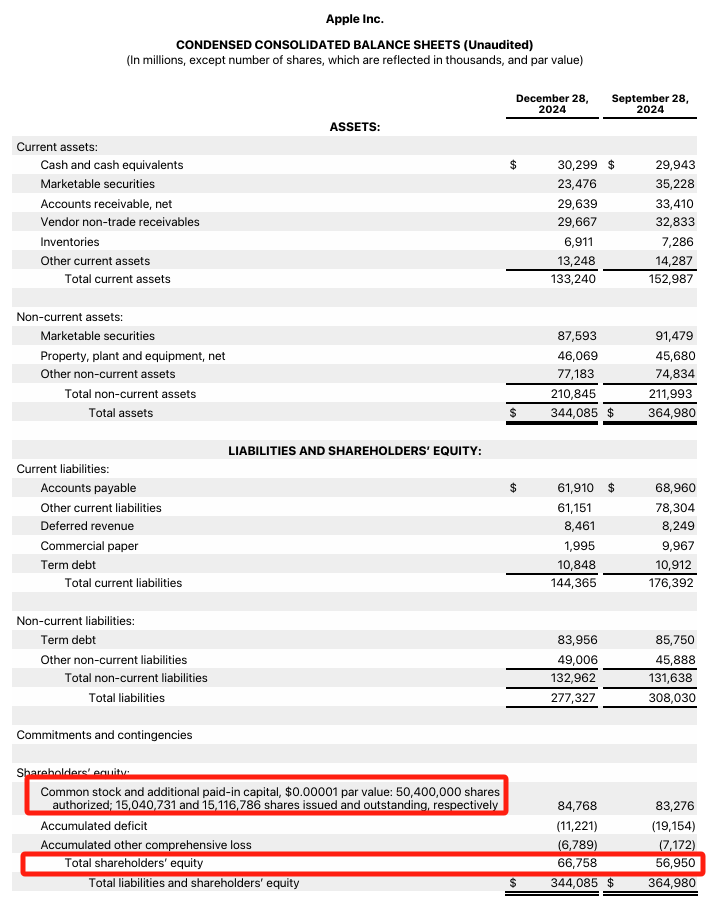 Apple Inc.
CONDENSED CONSOLIDATED BALANCE SHEETS (Unaudited)
(In millions, except number of shares, which are reflected in thousands, and par value)
December 28, 2024 September 28, 2024
ASSETS:
Current assets:
Cash and cash equivalents $ 30,299 $ 29,943
Marketable securities 23,476 35,228
Accounts receivable, net 29,639 33,410
Vendor non-trade receivables 29,667 32,833
Inventories 6,911 7,286
Other current assets 13,248 14,287
Total current assets 133,240 152,987
Non-current assets:
Marketable securities 87,593 91,479
Property, plant and equipment, net 46,069 45,680
Other non-current assets 77,183 74,834
Total non-current assets 210,845 211,993
Total assets $ 344,085 $ 364,980
LIABILITIES AND SHAREHOLDERS’ EQUITY:
Current liabilities:
Accounts payable $ 61,910 $ 68,960
Other current liabilities 61,151 78,304
Deferred revenue 8,461 8,249
Commercial paper 1,995 9,967
Term debt 10,848 10,912
Total current liabilities 144,365 176,392
Non-current liabilities:
Term debt 83,956 85,750
Other non-current liabilities 49,006 45,888
Total non-current liabilities 132,962 131,638
Total liabilities 277,327 308,030
Commitments and contingencies
Shareholders’ equity:
Common stock and additional paid-in capital, $0.00001 par value: 50,400,000 shares
authorized; 15,040,731 and 15,116,786 shares issued and outstanding, respectively 84,768 83,276
Accumulated deficit (11,221) (19,154)
Accumulated other comprehensive loss (6,789) (7,172)
Total shareholders’ equity 66,758 56,950
Total liabilities and shareholders’ equity $ 344,085 $ 364,980